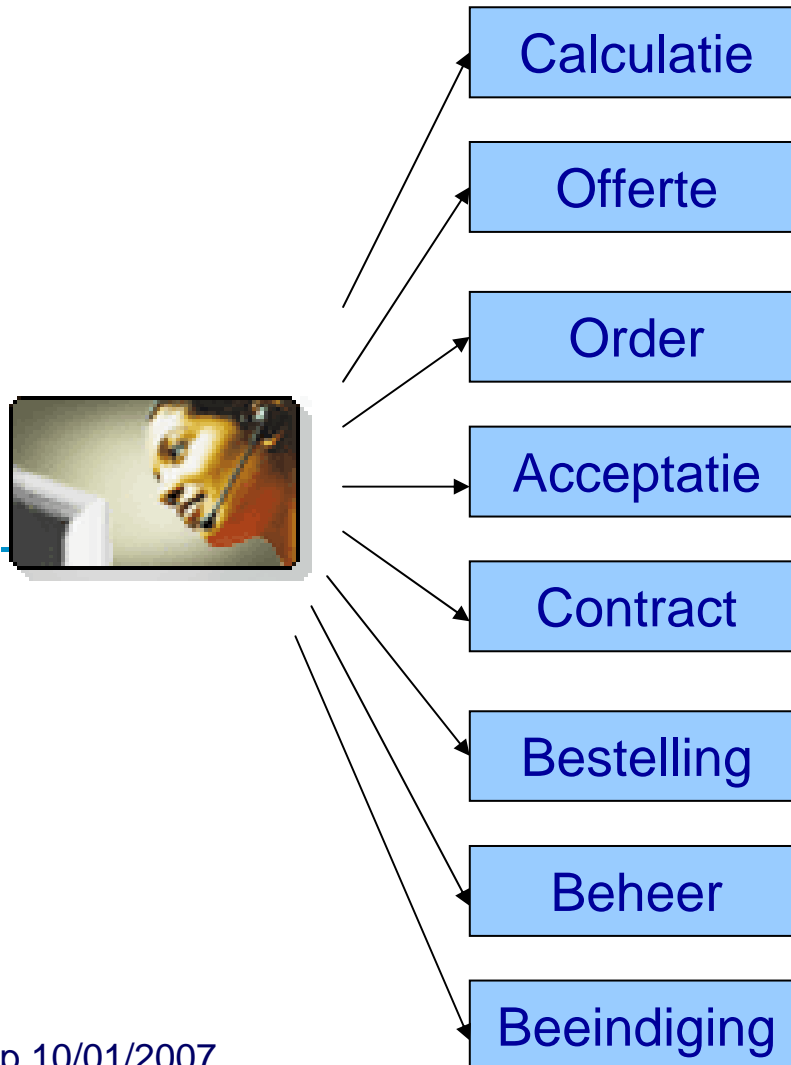 Calculatie
Offerte
Order
Acceptatie
Contract
Bestelling
Beheer
Beeindiging
p 10/01/2007